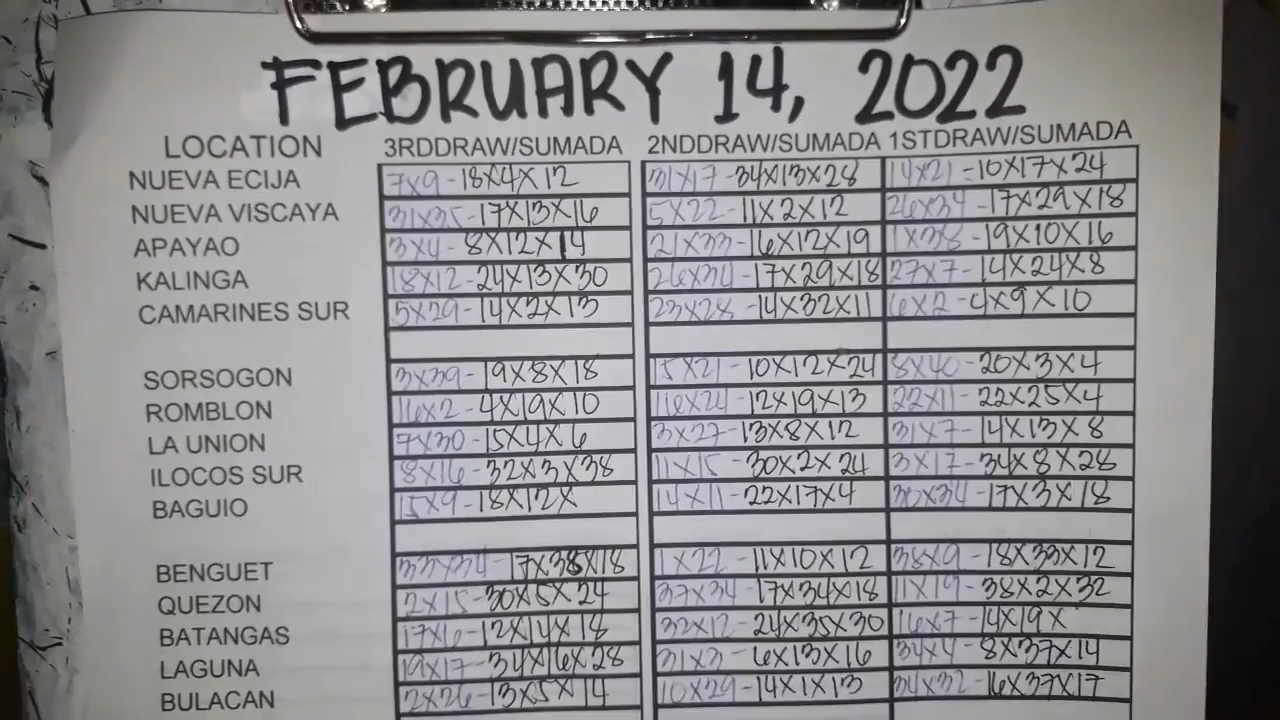 FEBRUARY 14, 2022
LOCATION 3RDDRAW/SUMADA 2NDDRAW/SUMADA 1STDRAW/SUMADA
NUEVA ECIJA 7X9-18X4X12 31X17-34X13X28 14X21-10X17X24
NUEVA VISCAYA 31X35-17X13X16 5X22-11X2X12 26X34-17X29X18
APAYAO 3X4-8X12X14 21X33-16X12X19 1X38-19X10X16
KALINGA 18X12-24X13X30 26X34-17X29X18 27X7-14X24X8
CAMARINES SUR 5X29-14X2X13 23X28-14X32X11 6X2-4X9X10
SORSOGON 3X39-19X8X18 15X21-10X12X24 8X40-20X3X4
ROMBLON 16X2-4X19X10 16X24-12X19X13 22X11-22X25X4
LA UNION 7X30-15X4X6 3X27-13X8X12 31X7-14X13X8
ILOCOS SUR 8X16-32X3X38 11X15-30X2X24 3X17-34X8X28
BAGUIO 15X9-18X12X 14X11-22X17X4 -17X3X18
BENGUET 33X34-17X38X18 1X22-11X10X12 38X9-18X33X12
QUEZON 2X15-30X5X24 37X34-17X34X18 11X19-38X2X32
BATANGAS 17X6-12X14X18 32X12-24X35X30 16X7-14X19X
LAGUNA 19X17-34X16X28 31X3-6X13X16 34X4-8X37X14
BULACAN 2X26-13X5X14 10X29-14X1X13 34X32-16X37X17